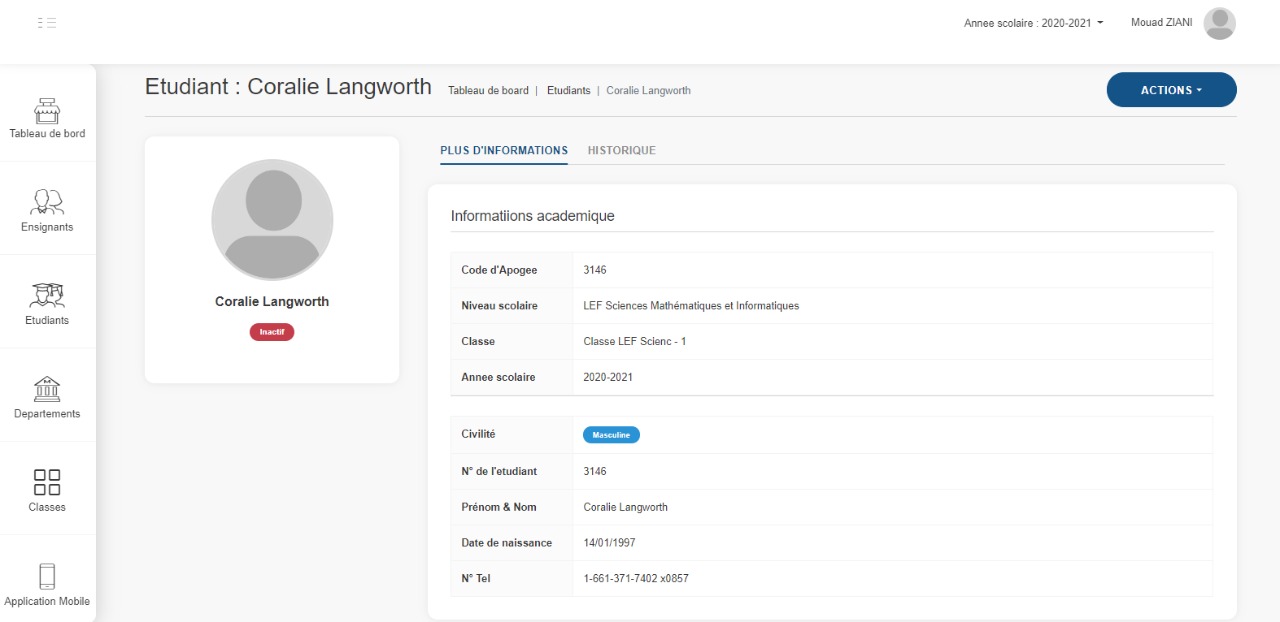 Annee scolaire : 2020-2021
Mouad ZIANI
Tableau de bord
Ensignants
Etudiants
Departements
Classes
Application Mobile
Etudiant : Coralie Langworth
Tableau de board | Etudiants | Coralie Langworth
ACTIONS
Coralie Langworth
Inactif
PLUS D'INFORMATIONS HISTORIQUE
Informatiions academique
Code d'Apogee 3146
Niveau scolaire LEF Sciences Mathématiques et Informatiques
Classe Classe LEF Scienc - 1
Annee scolaire 2020-2021
Civilité Masculine
N° de l'etudiant 3146
Prénom & Nom Coralie Langworth
Date de naissance 14/01/1997
N° Tel 1-661-371-7402 x0857